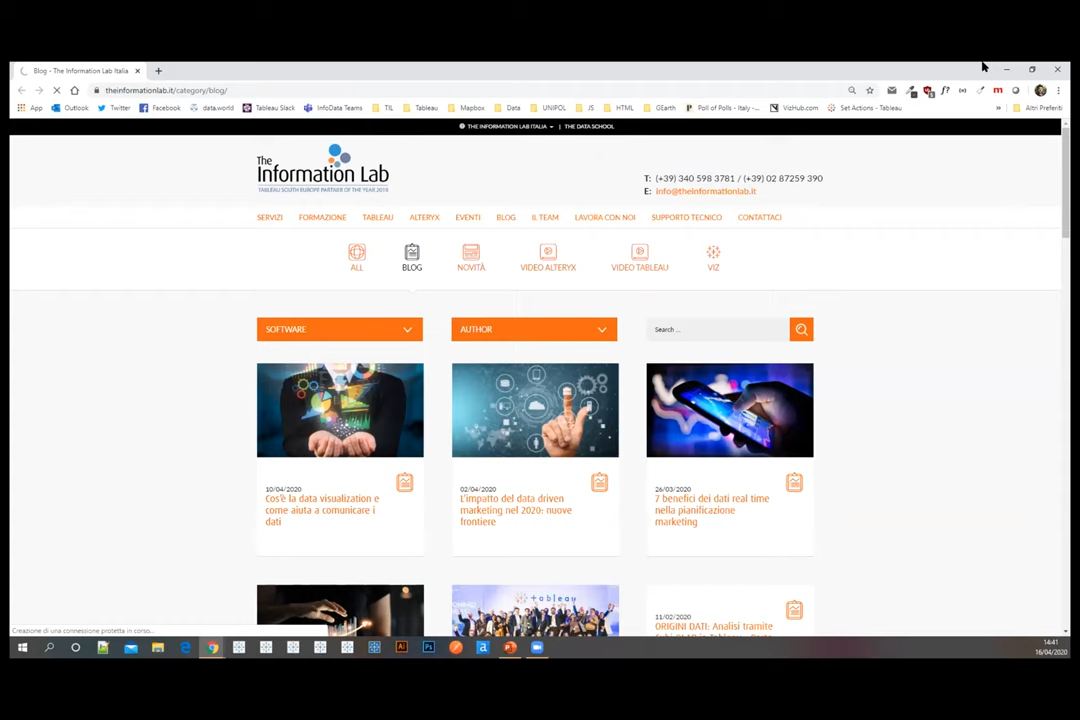 Blog - The Information Lab Italia
theinformationlab.it/category/blog/
App Outlook Twitter Facebook data.world Tableau Slack InfoData Teams TIL Tableau Mapbox Data UNIPOL JS HTML GEarth Poll of Polls - Italy -... VizHub.com Set Actions - Tableau » Altri Preferiti
THE INFORMATION LAB ITALIA | THE DATA SCHOOL
The
Information Lab
TABLEAU SOUTH EUROPE PARTNER OF THE YEAR 2019
T: (+39) 340 598 3781 / (+39) 02 87259 390
E: info@theinformationlab.it
SERVIZI FORMAZIONE TABLEAU ALTERYX EVENTI BLOG IL TEAM LAVORA CON NOI SUPPORTO TECNICO CONTATTACI
ALL BLOG NOVITÀ VIDEO ALTERYX VIDEO TABLEAU VIZ
SOFTWARE AUTHOR Search ...
10/04/2020
Cos'è la data visualization e
come aiuta a comunicare i
dati
02/04/2020
L'impatto del data driven
marketing nel 2020: nuove
frontiere
26/03/2020
7 benefici dei dati real time
nella pianificazione
marketing
tableau
11/02/2020
ORIGINI DATI: Analisi tramite
Creazione di una connessione protetta in corso...
14:41
16/04/2020